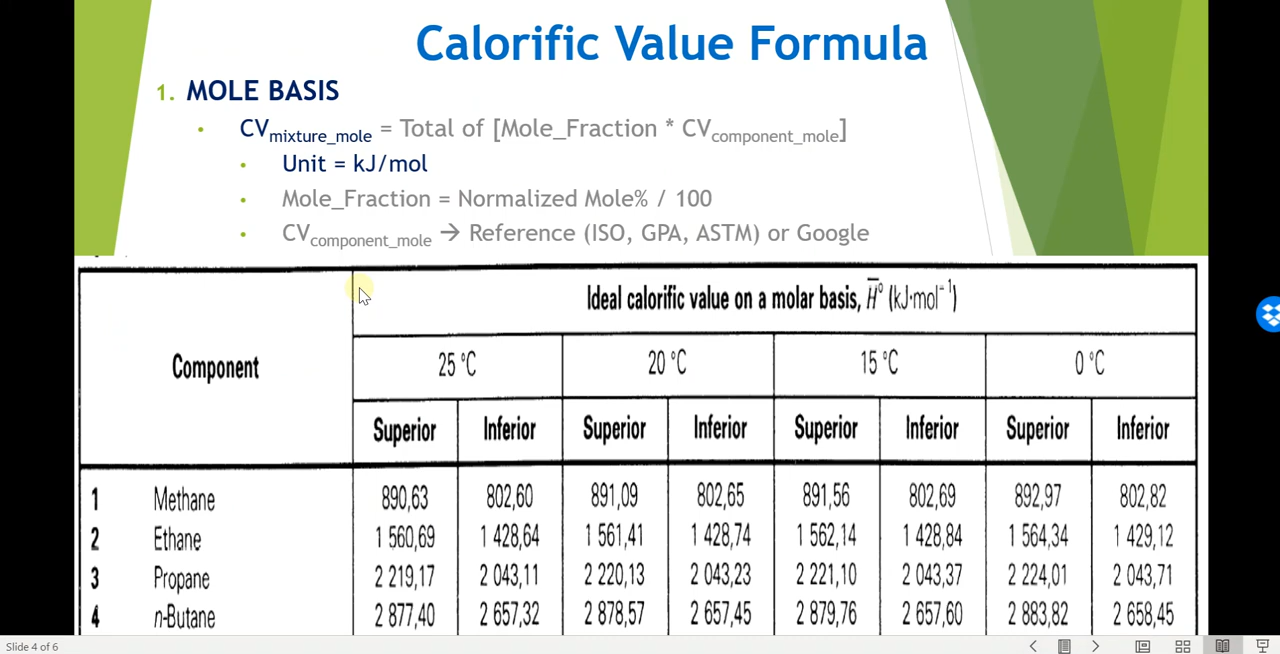 Calorific Value Formula
1. MOLE BASIS
• CVmixture_mole = Total of [Mole_Fraction * CVcomponent_mole]
• Unit = kJ/mol
• Mole_Fraction = Normalized Mole% / 100
• CVcomponent_mole → Reference (ISO, GPA, ASTM) or Google
Component
Ideal calorific value on a molar basis, H̅° (kJ·mol⁻¹)
25 °C 20 °C 15 °C 0 °C
Superior Inferior Superior Inferior Superior Inferior Superior Inferior
1 Methane 890,63 802,60 891,09 802,65 891,56 802,69 892,97 802,82
2 Ethane 1 560,69 1 428,64 1 561,41 1 428,74 1 562,14 1 428,84 1 564,34 1 429,12
3 Propane 2 219,17 2 043,11 2 220,13 2 043,23 2 221,10 2 043,37 2 224,01 2 043,71
4 n-Butane 2 877,40 2 657,32 2 878,57 2 657,45 2 879,76 2 657,60 2 883,82 2 658,45
Slide 4 of 6